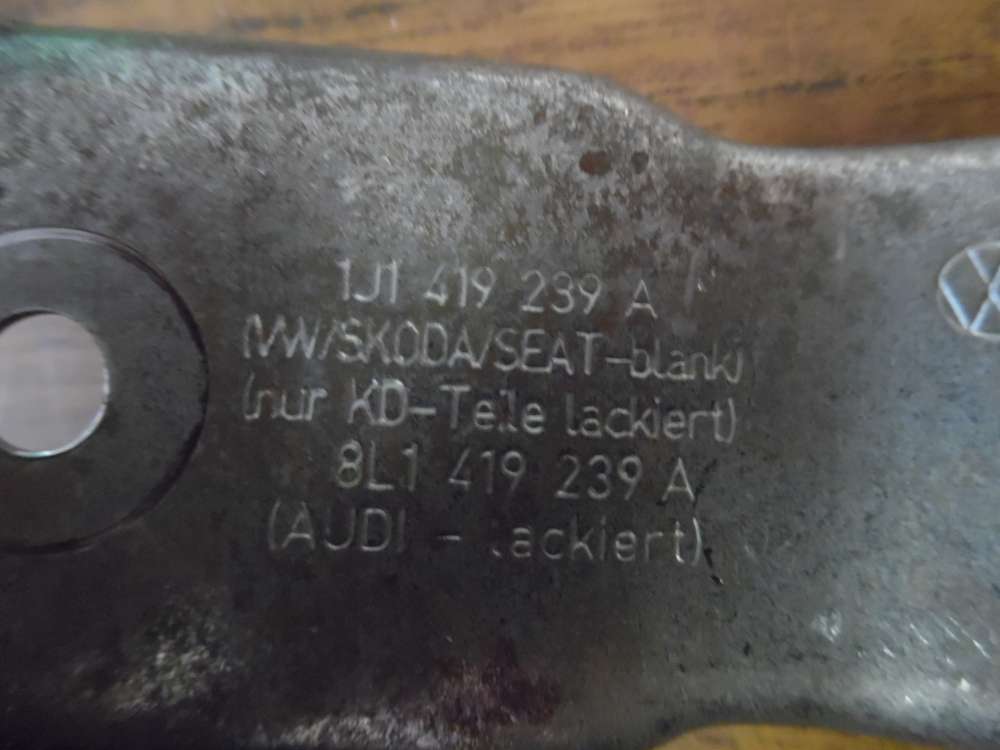 1J1 419 239 A
(VW/SKODA/SEAT-blank)
(nur KD-Teile lackiert)
8L1 419 239 A
(AUDI - lackiert)